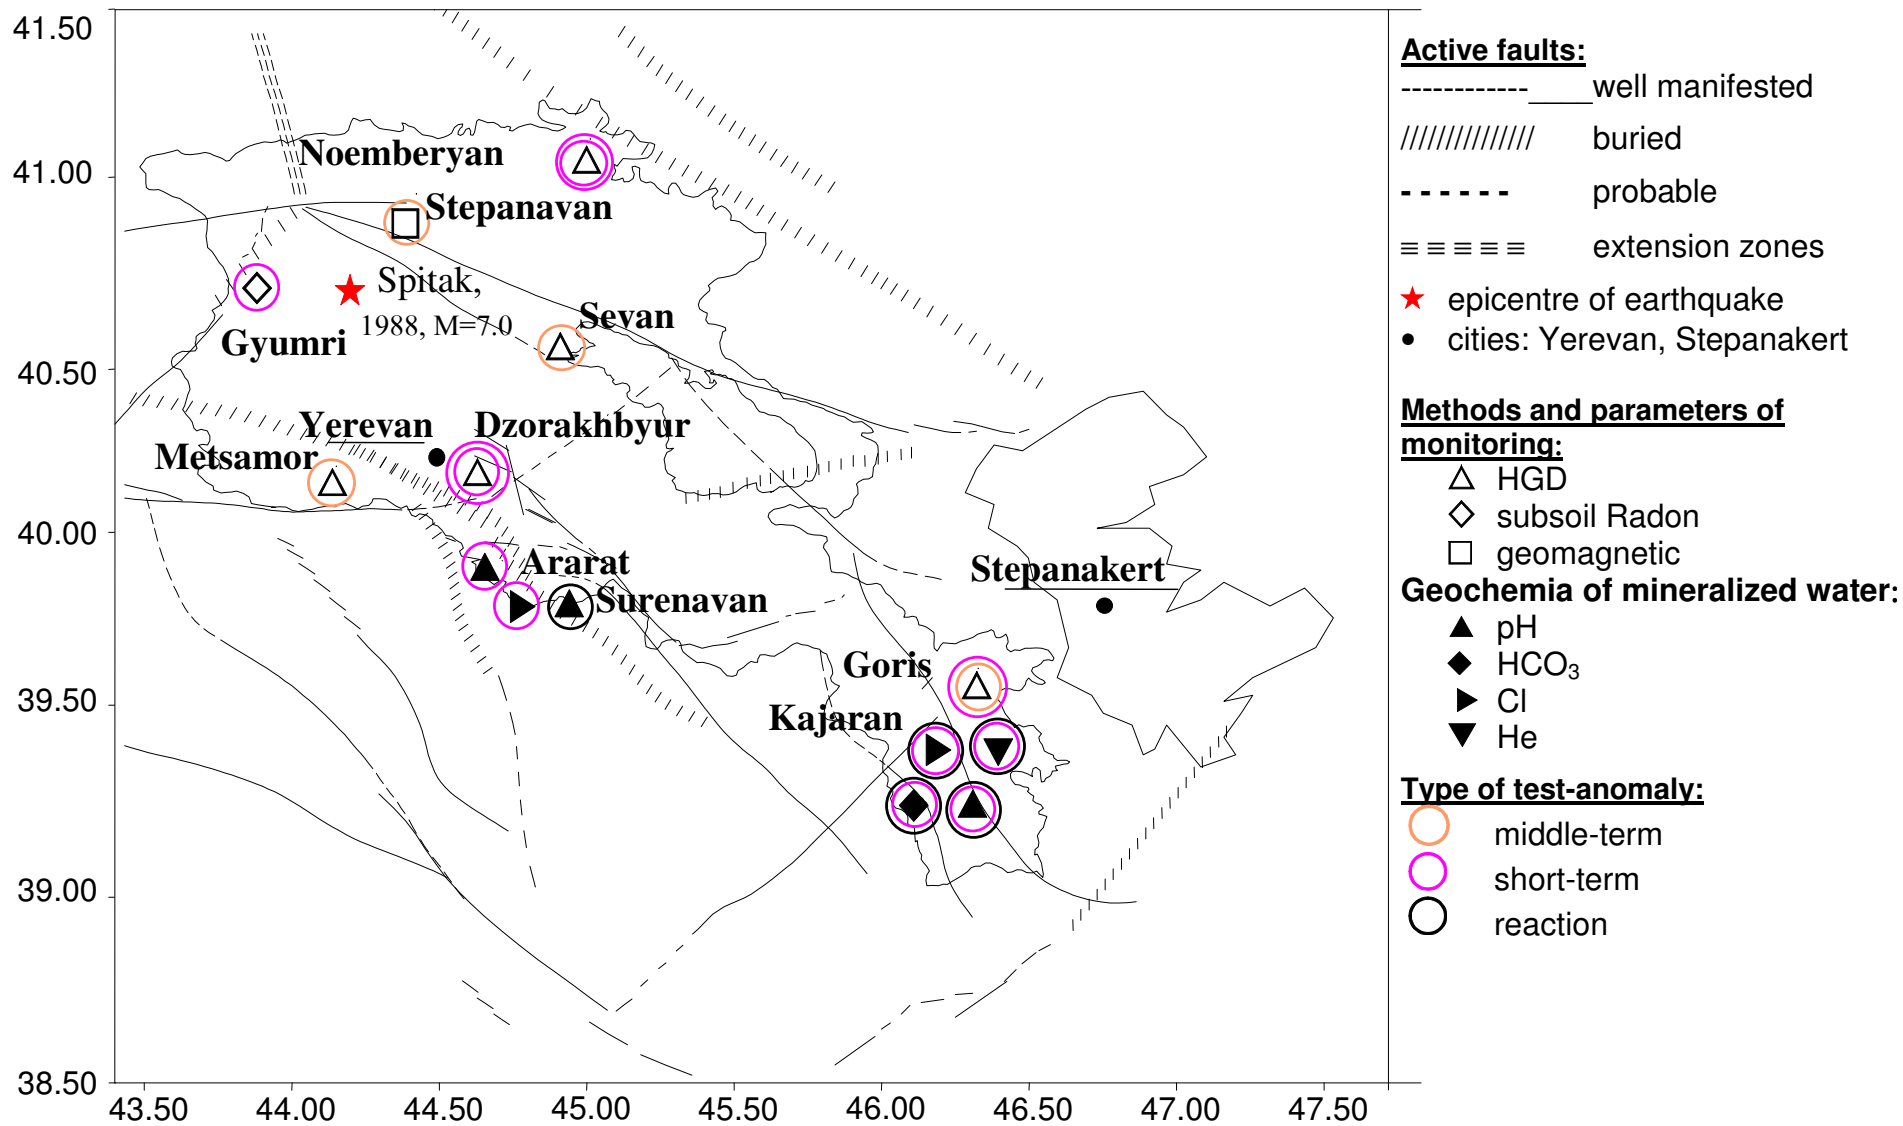 41.50
41.00
40.50
40.00
39.50
39.00
38.50
43.50
44.00
44.50
45.00
45.50
46.00
46.50
47.00
47.50
Noemberyan
Stepanavan
Spitak,
1988, M=7.0
Gyumri
Sevan
Yerevan
Dzorakhbyur
Metsamor
Ararat
Surenavan
Stepanakert
Goris
Kajaran
Active faults:
------------____well manifested
/////////////// buried
- - - - - - probable
≡ ≡ ≡ ≡ ≡ extension zones
epicentre of earthquake
cities: Yerevan, Stepanakert
Methods and parameters of
monitoring:
HGD
subsoil Radon
geomagnetic
Geochemia of mineralized water:
pH
HCO₃
Cl
He
Type of test-anomaly:
middle-term
short-term
reaction